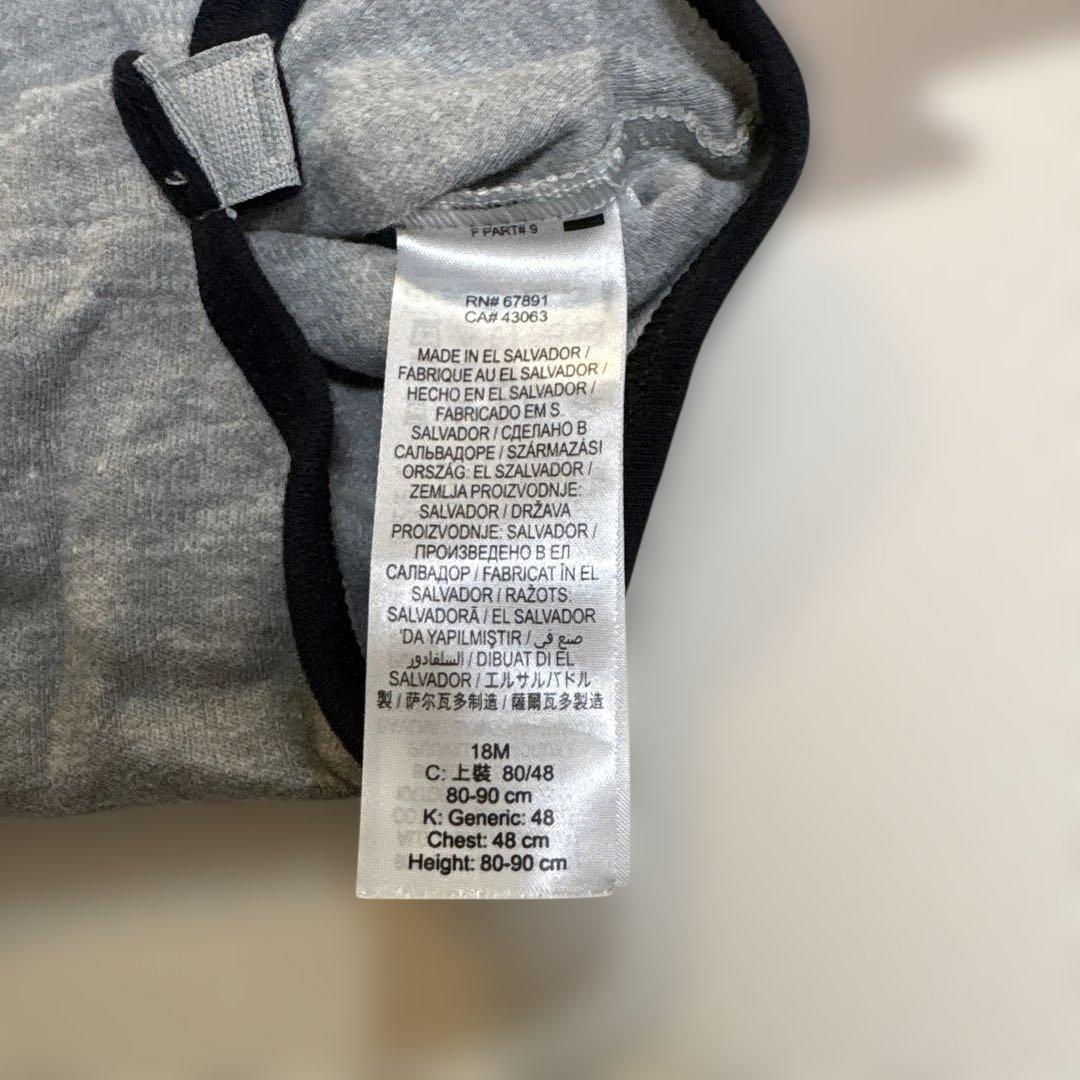 F PART# 9
RN# 67891
CA# 43063
MADE IN EL SALVADOR /
FABRIQUE AU EL SALVADOR /
HECHO EN EL SALVADOR /
FABRICADO EM S.
SALVADOR / СДЕЛАНО В
САЛЬВАДОРЕ / SZÁRMAZÁSI
ORSZÁG: EL SZALVADOR /
ZEMLJA PROIZVODNJE:
SALVADOR / DRŽAVA
PROIZVODNJE: SALVADOR /
ПРОИЗВЕДЕНО В ЕЛ
САЛВАДОР / FABRICAT ÎN EL
SALVADOR / RAŽOTS:
SALVADORĀ / EL SALVADOR
'DA YAPILMIŞTIR / صنع في
السلفادور / DIBUAT DI EL
SALVADOR / エルサルバドル
製 / 萨尔瓦多制造 / 薩爾瓦多製造
18M
C: 上裝 80/48
80-90 cm
K: Generic: 48
Chest: 48 cm
Height: 80-90 cm